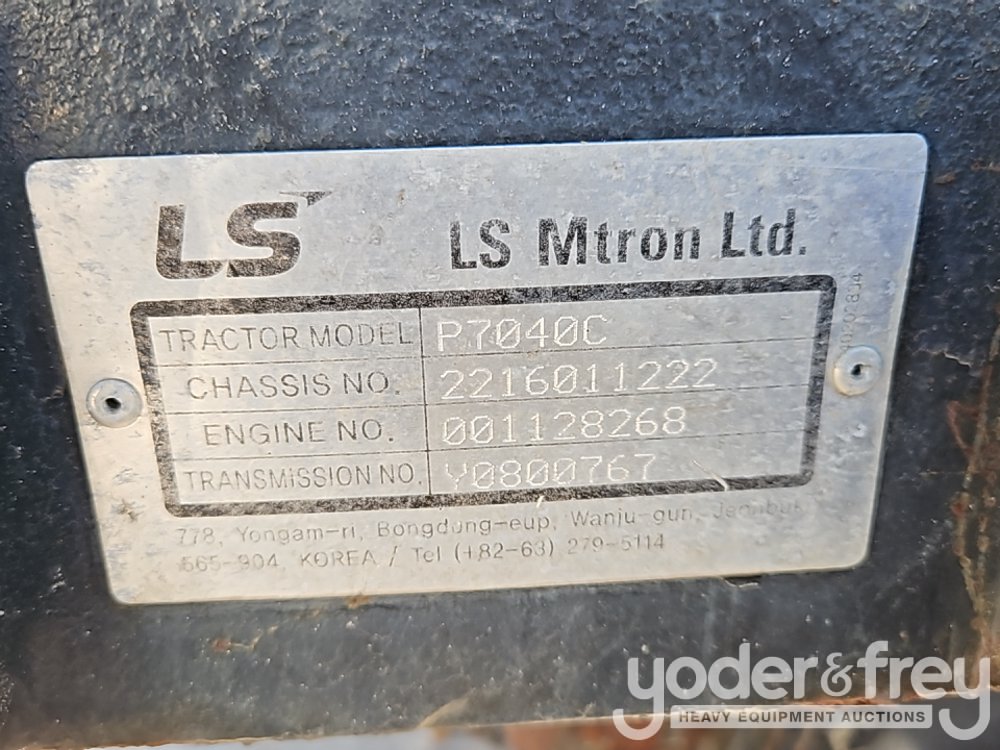 LS
LS Mtron Ltd.
TRACTOR MODEL P7040C
CHASSIS NO. 2216011222
ENGINE NO. 001128268
TRANSMISSION NO. Y0800767
778, Yongam-ri, Bongdong-eup, Wanju-gun, Jeonbuk
565-904, KOREA / Tel (+82-63) 279-5114
yoder&frey
HEAVY EQUIPMENT AUCTIONS